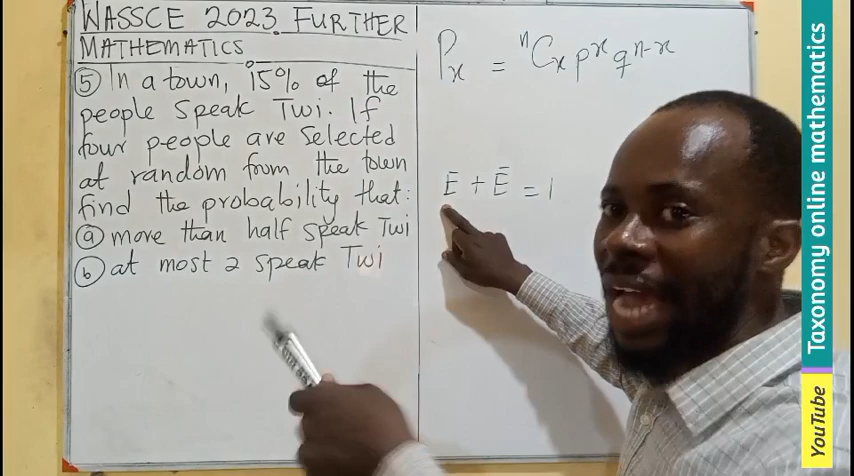 WASSCE 2023 FURTHER
MATHEMATICS
⑤ In a town, 15% of the
people speak Twi. If
four people are selected
at random from the town
find the probability that:
ⓐ more than half speak Twi
ⓑ at most 2 speak Twi
Pₓ = ⁿCₓ pˣ qⁿ⁻ˣ
E + Ē = 1
YouTube Taxonomy online mathematics